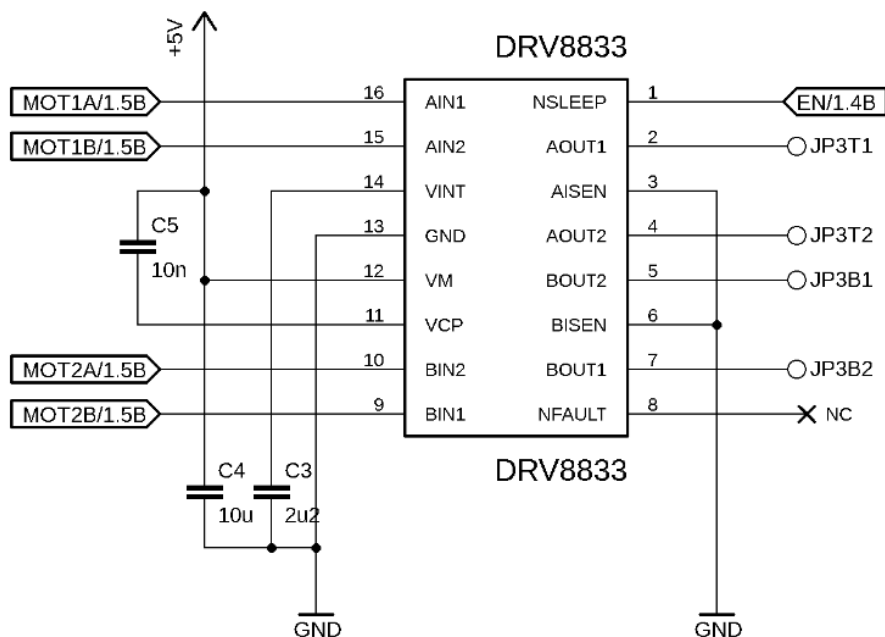 +5V
DRV8833
MOT1A/1.5B 16 AIN1 NSLEEP 1 EN/1.4B
MOT1B/1.5B 15 AIN2 AOUT1 2 JP3T1
14 VINT AISEN 3
C5 13 GND AOUT2 4 JP3T2
10n 12 VM BOUT2 5 JP3B1
11 VCP BISEN 6
MOT2A/1.5B 10 BIN2 BOUT1 7 JP3B2
MOT2B/1.5B 9 BIN1 NFAULT 8 NC
DRV8833
C4 C3
10u 2u2
GND GND